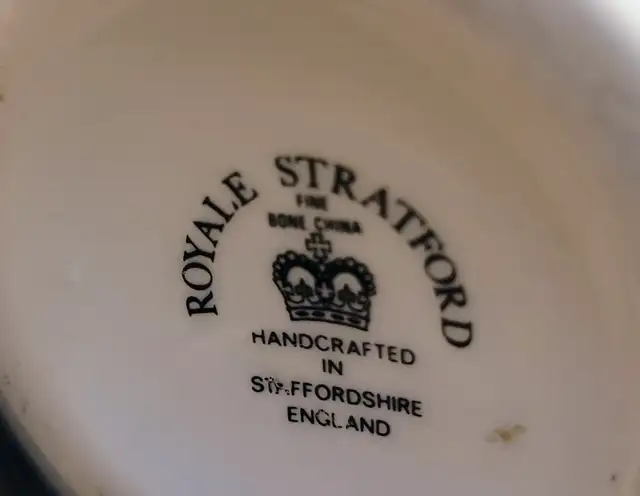 ROYALE STRATFORD
FINE
BONE CHINA
HANDCRAFTED
IN
STAFFORDSHIRE
ENGLAND